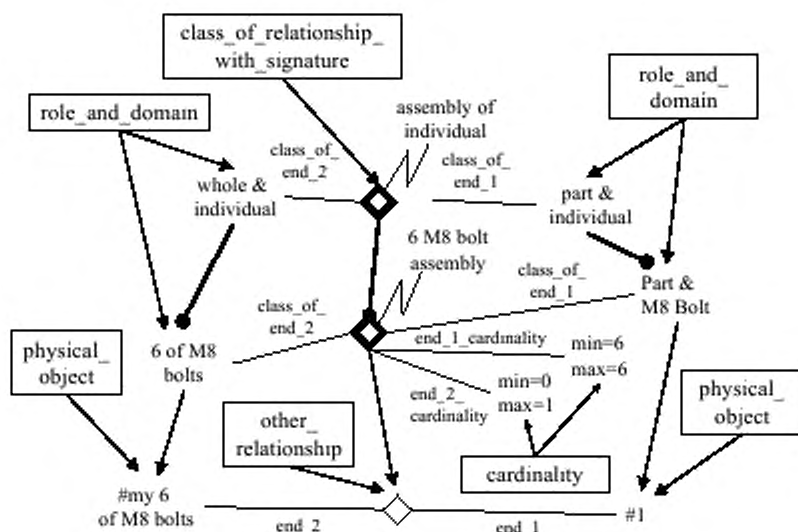 class_of_relationship_
with_signature
role_and_
domain
role_and_domain
assembly of
individual
class_of_
end_2
class_of_
end_1
whole &
individual
part &
individual
6 M8 bolt
assembly
class_of_
end_1
Part &
M8 Bolt
class_of_
end_2
end_1_cardinality
min=6
max=6
physical_
object
6 of M8
bolts
min=0
max=1
end_2_
cardinality
physical_
object
other_
relationship
cardinality
#my 6
of M8 bolts
end_2
end_1
#1